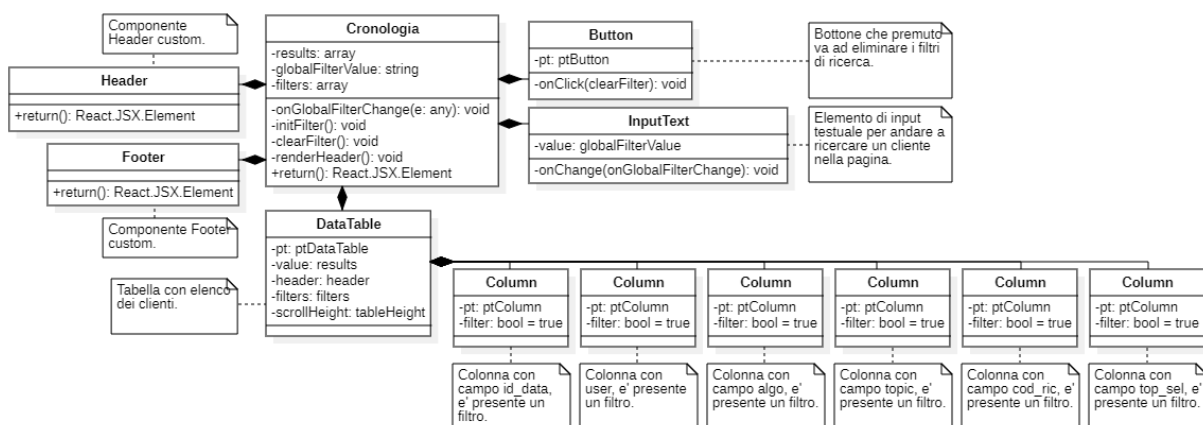 Componente
Header custom.
Header
+return(): React.JSX.Element
Footer
+return(): React.JSX.Element
Componente Footer
custom.
Cronologia
-results: array
-globalFilterValue: string
-filters: array
-onGlobalFilterChange(e: any): void
-initFilter(): void
-clearFilter(): void
-renderHeader(): void
+return(): React.JSX.Element
Button
-pt: ptButton
-onClick(clearFilter): void
Bottone che premuto
va ad eliminare i filtri
di ricerca.
InputText
-value: globalFilterValue
-onChange(onGlobalFilterChange): void
Elemento di input
testuale per andare a
ricercare un cliente
nella pagina.
DataTable
-pt: ptDataTable
-value: results
-header: header
-filters: filters
-scrollHeight: tableHeight
Tabella con elenco
dei clienti.
Column
-pt: ptColumn
-filter: bool = true
Colonna con
campo id_data,
e' presente un
filtro.
Column
-pt: ptColumn
-filter: bool = true
Colonna con
user, e' presente
un filtro.
Column
-pt: ptColumn
-filter: bool = true
Colonna con
campo algo, e'
presente un filtro.
Column
-pt: ptColumn
-filter: bool = true
Colonna con
campo topic, e'
presente un filtro.
Column
-pt: ptColumn
-filter: bool = true
Colonna con
campo cod_ric, e'
presente un filtro.
Column
-pt: ptColumn
-filter: bool = true
Colonna con
campo top_sel, e'
presente un filtro.